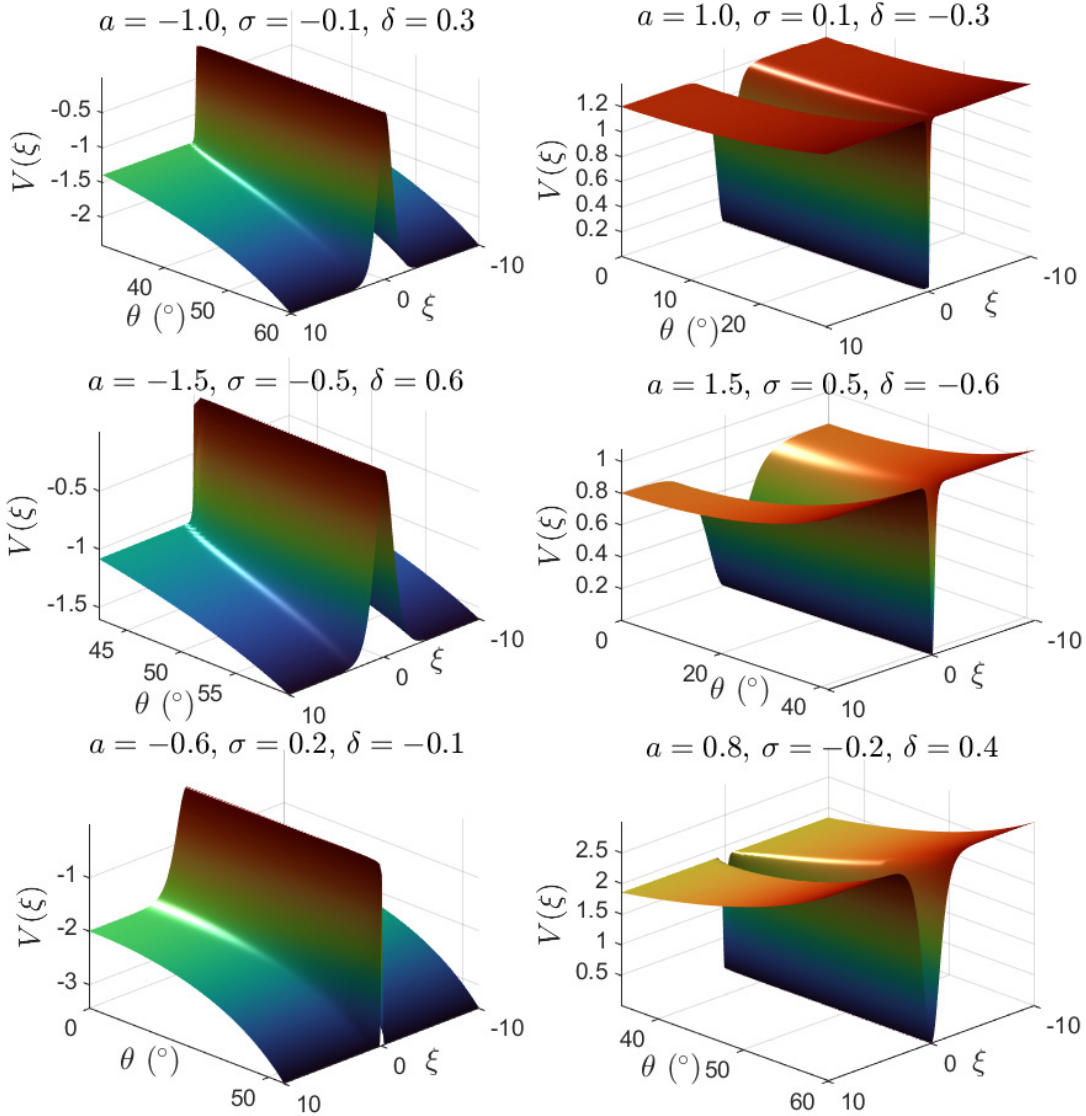 a = −1.0, σ = −0.1, δ = 0.3
-0.5
-1
-1.5
-2
V(ξ)
40
50
60
θ (°)
10
0
-10
ξ
a = 1.0, σ = 0.1, δ = −0.3
1.2
1
0.8
0.6
0.4
0.2
V(ξ)
0
10
20
θ (°)
10
0
-10
ξ
a = −1.5, σ = −0.5, δ = 0.6
-0.5
-1
-1.5
V(ξ)
45
50
55
θ (°)
10
0
-10
ξ
a = 1.5, σ = 0.5, δ = −0.6
1
0.8
0.6
0.4
0.2
V(ξ)
0
20
40
θ (°)
10
0
-10
ξ
a = −0.6, σ = 0.2, δ = −0.1
-1
-2
-3
V(ξ)
0
50
θ (°)
10
0
-10
ξ
a = 0.8, σ = −0.2, δ = 0.4
2.5
2
1.5
1
0.5
V(ξ)
40
50
60
θ (°)
10
0
-10
ξ